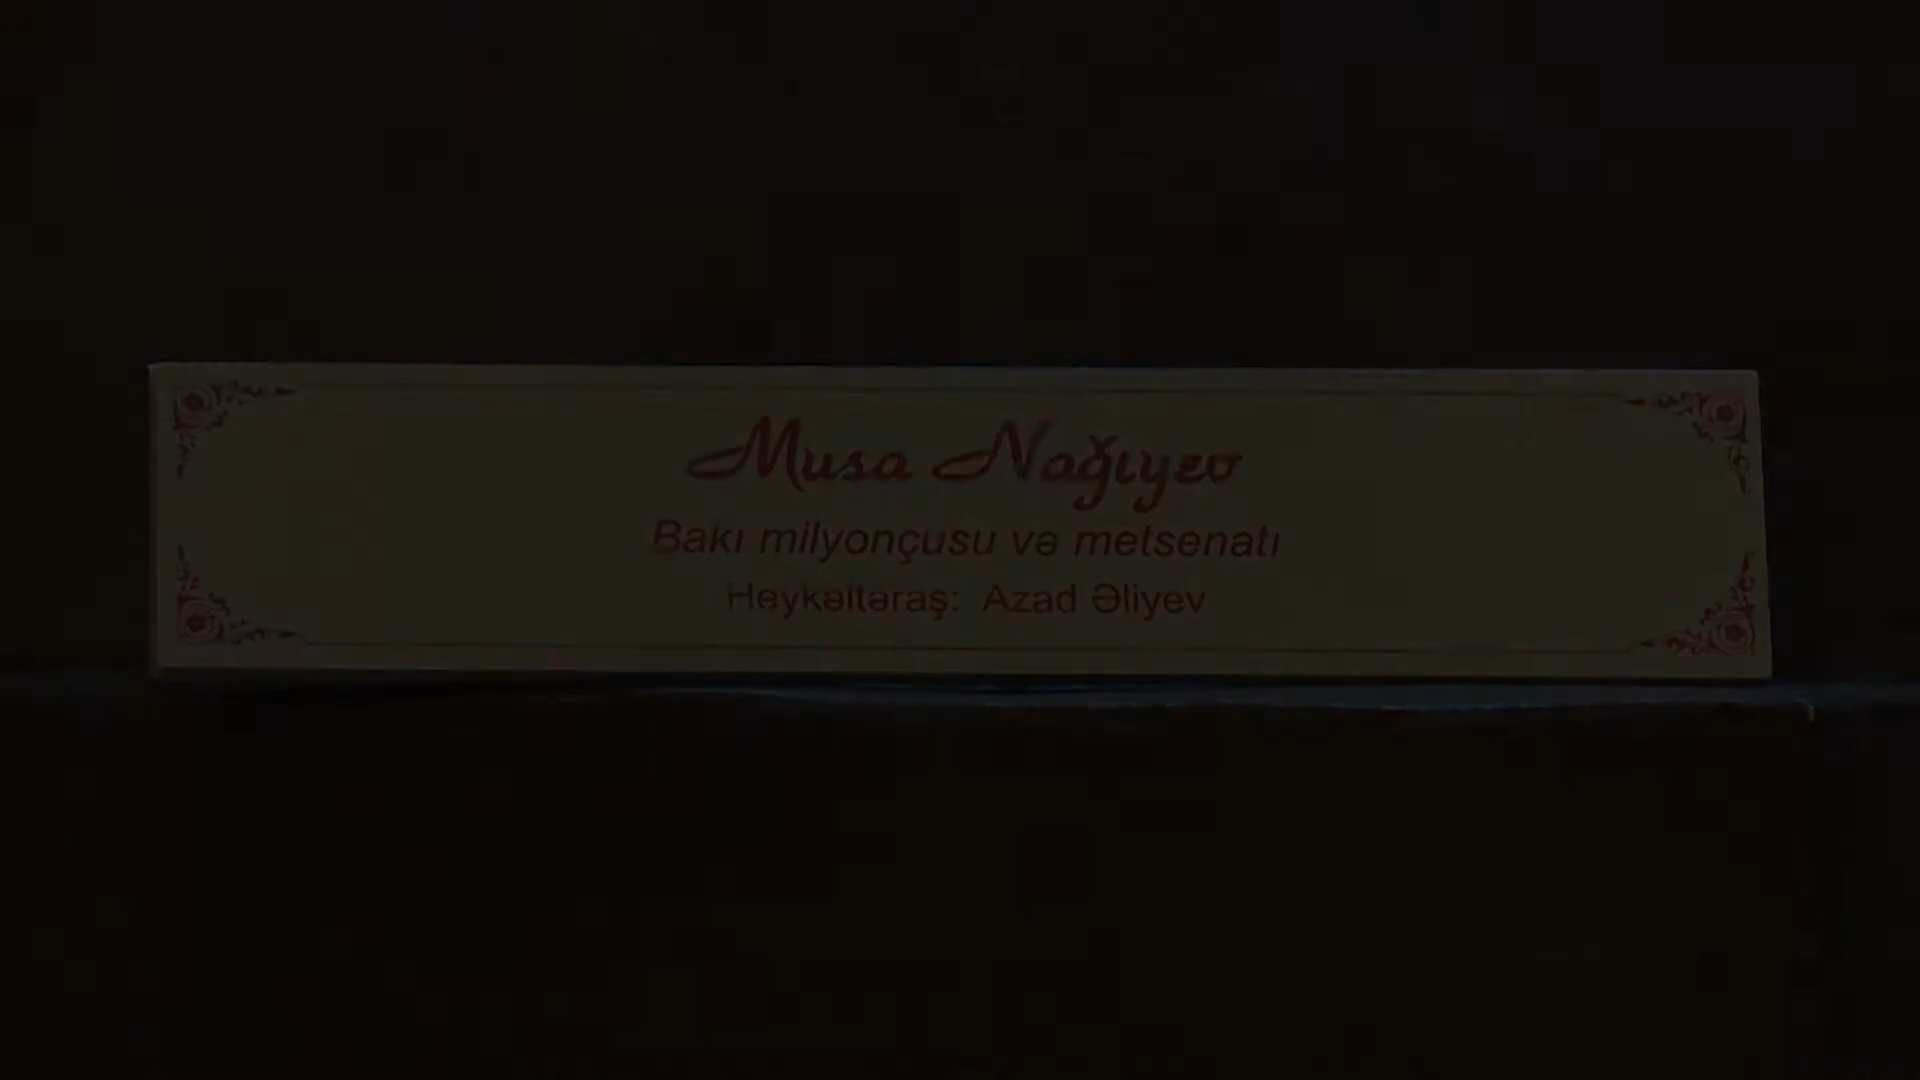 Musa Nağıyev
Bakı milyonçusu və metsenatı
Heykəltəraş: Azad Əliyev